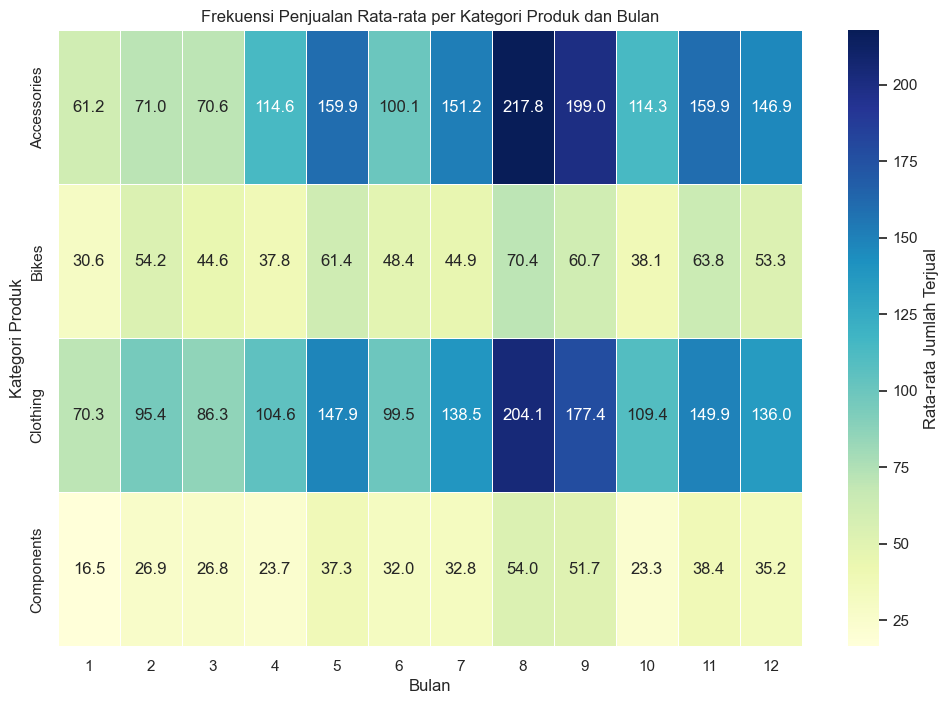 Frekuensi Penjualan Rata-rata per Kategori Produk dan Bulan
Kategori Produk
Accessories
61.2 71.0 70.6 114.6 159.9 100.1 151.2 217.8 199.0 114.3 159.9 146.9
Bikes
30.6 54.2 44.6 37.8 61.4 48.4 44.9 70.4 60.7 38.1 63.8 53.3
Clothing
70.3 95.4 86.3 104.6 147.9 99.5 138.5 204.1 177.4 109.4 149.9 136.0
Components
16.5 26.9 26.8 23.7 37.3 32.0 32.8 54.0 51.7 23.3 38.4 35.2
1 2 3 4 5 6 7 8 9 10 11 12
Bulan
200
175
150
125
100
75
50
25
Rata-rata Jumlah Terjual